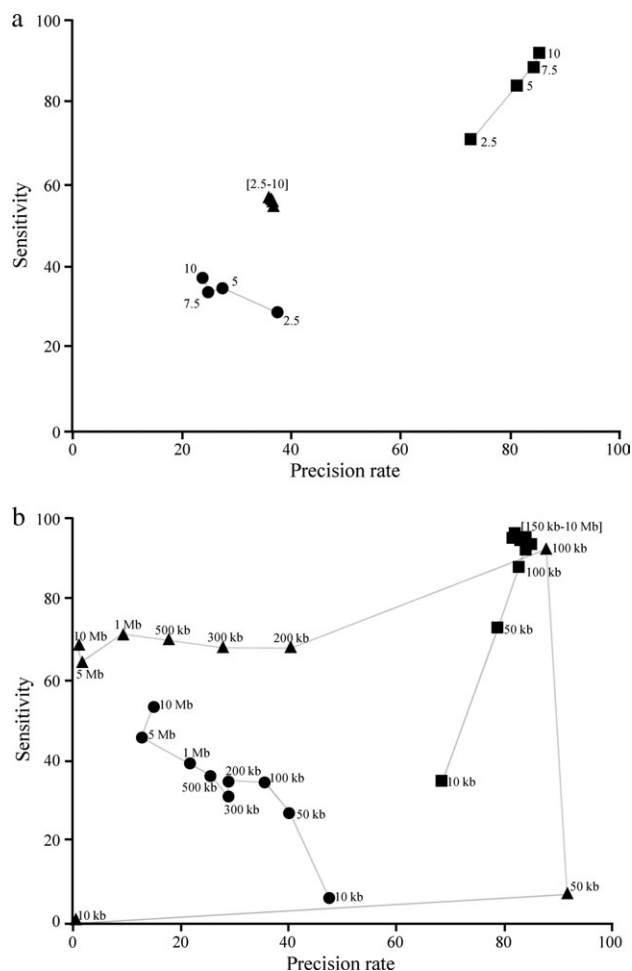 a
100
80
60
40
20
0
Sensitivity
10
7.5
5
2.5
[2.5-10]
10
5
7.5
2.5
0 20 40 60 80 100
Precision rate
b
100
80
60
40
20
0
Sensitivity
[150 kb-10 Mb]
100 kb
100 kb
10 Mb 1 Mb 500 kb 300 kb 200 kb
5 Mb
50 kb
10 Mb
5 Mb
1 Mb
200 kb 100 kb
500 kb
300 kb
50 kb
10 kb
10 kb
50 kb
10 kb
0 20 40 60 80 100
Precision rate